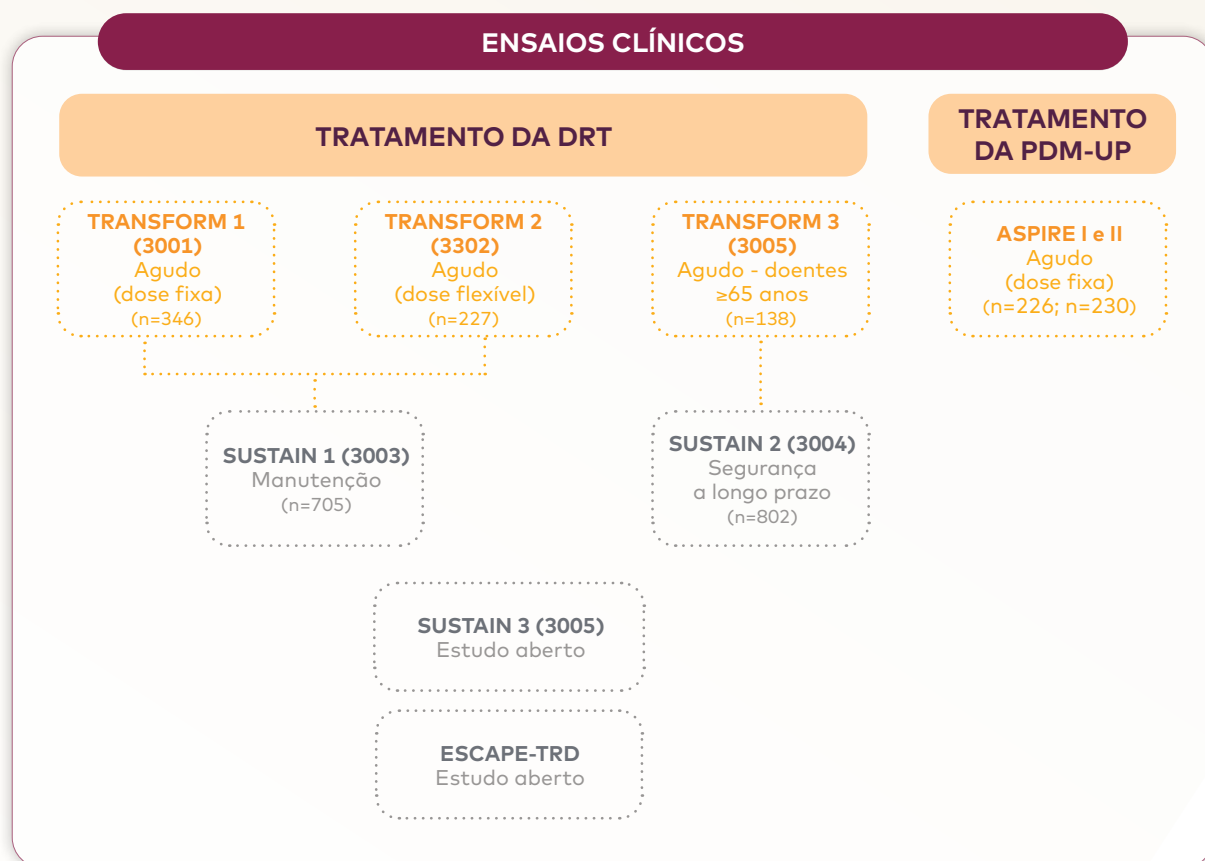 ENSAIOS CLÍNICOS
TRATAMENTO DA DRT
TRATAMENTO
DA PDM-UP
TRANSFORM 1
(3001)
Agudo
(dose fixa)
(n=346)
TRANSFORM 2
(3302)
Agudo
(dose flexível)
(n=227)
TRANSFORM 3
(3005)
Agudo - doentes
≥65 anos
(n=138)
ASPIRE I e II
Agudo
(dose fixa)
(n=226; n=230)
SUSTAIN 1 (3003)
Manutenção
(n=705)
SUSTAIN 2 (3004)
Segurança
a longo prazo
(n=802)
SUSTAIN 3 (3005)
Estudo aberto
ESCAPE-TRD
Estudo aberto